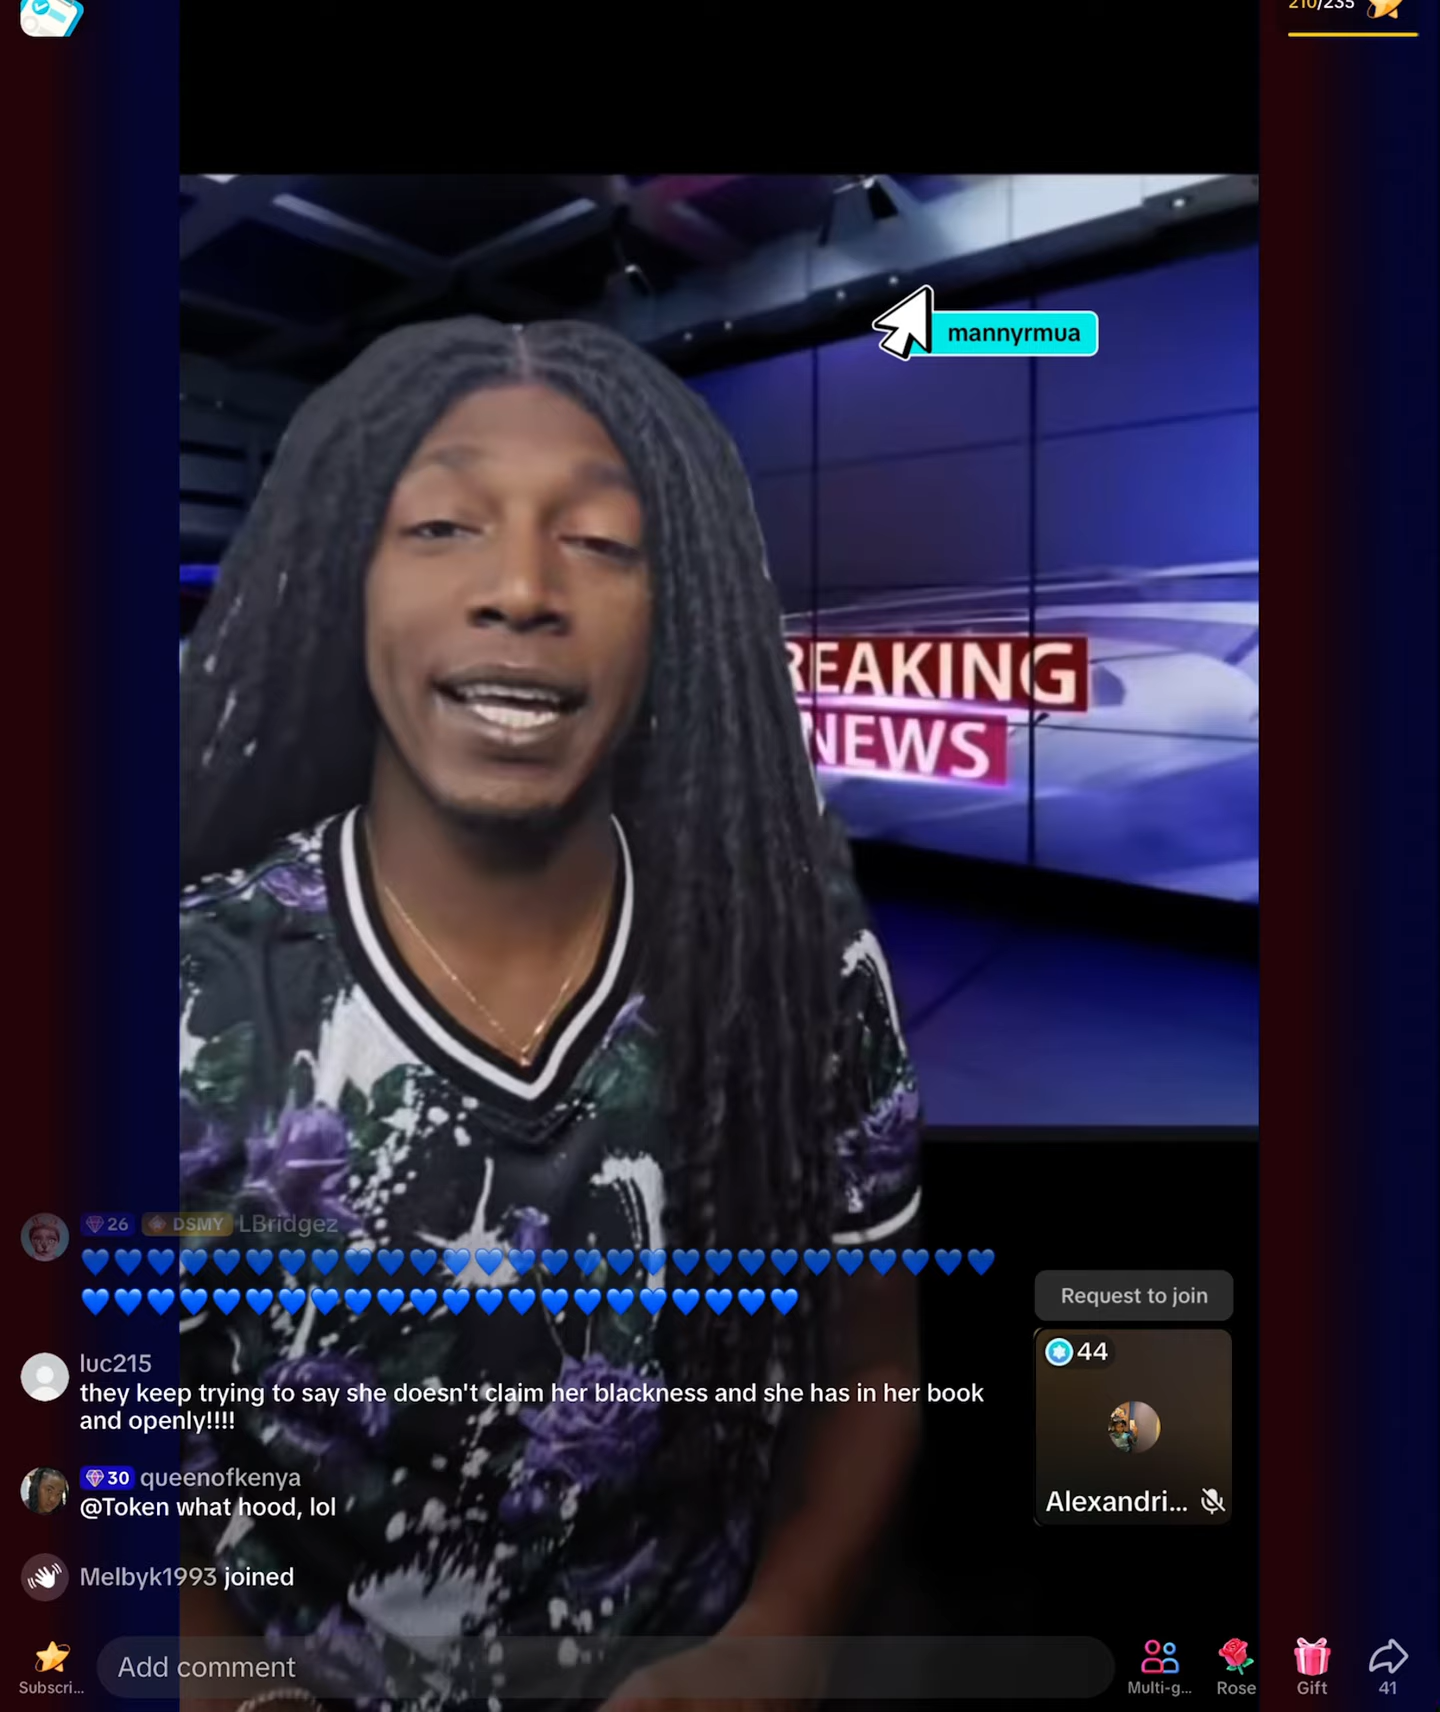 210/235
mannyrmua
REAKING
NEWS
26 DSMY LBridgez
luc215
they keep trying to say she doesn't claim her blackness and she has in her book
and openly!!!!
30 queenofkenya
@Token what hood, lol
Melbyk1993 joined
Request to join
44
Alexandri...
Subscri...
Add comment
Multi-g...
Rose
Gift
41